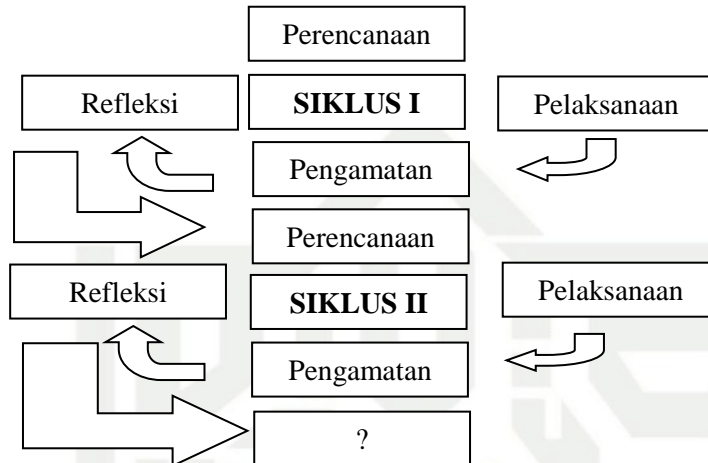 Perencanaan
Refleksi
SIKLUS I
Pelaksanaan
Pengamatan
Perencanaan
Refleksi
SIKLUS II
Pelaksanaan
Pengamatan
?